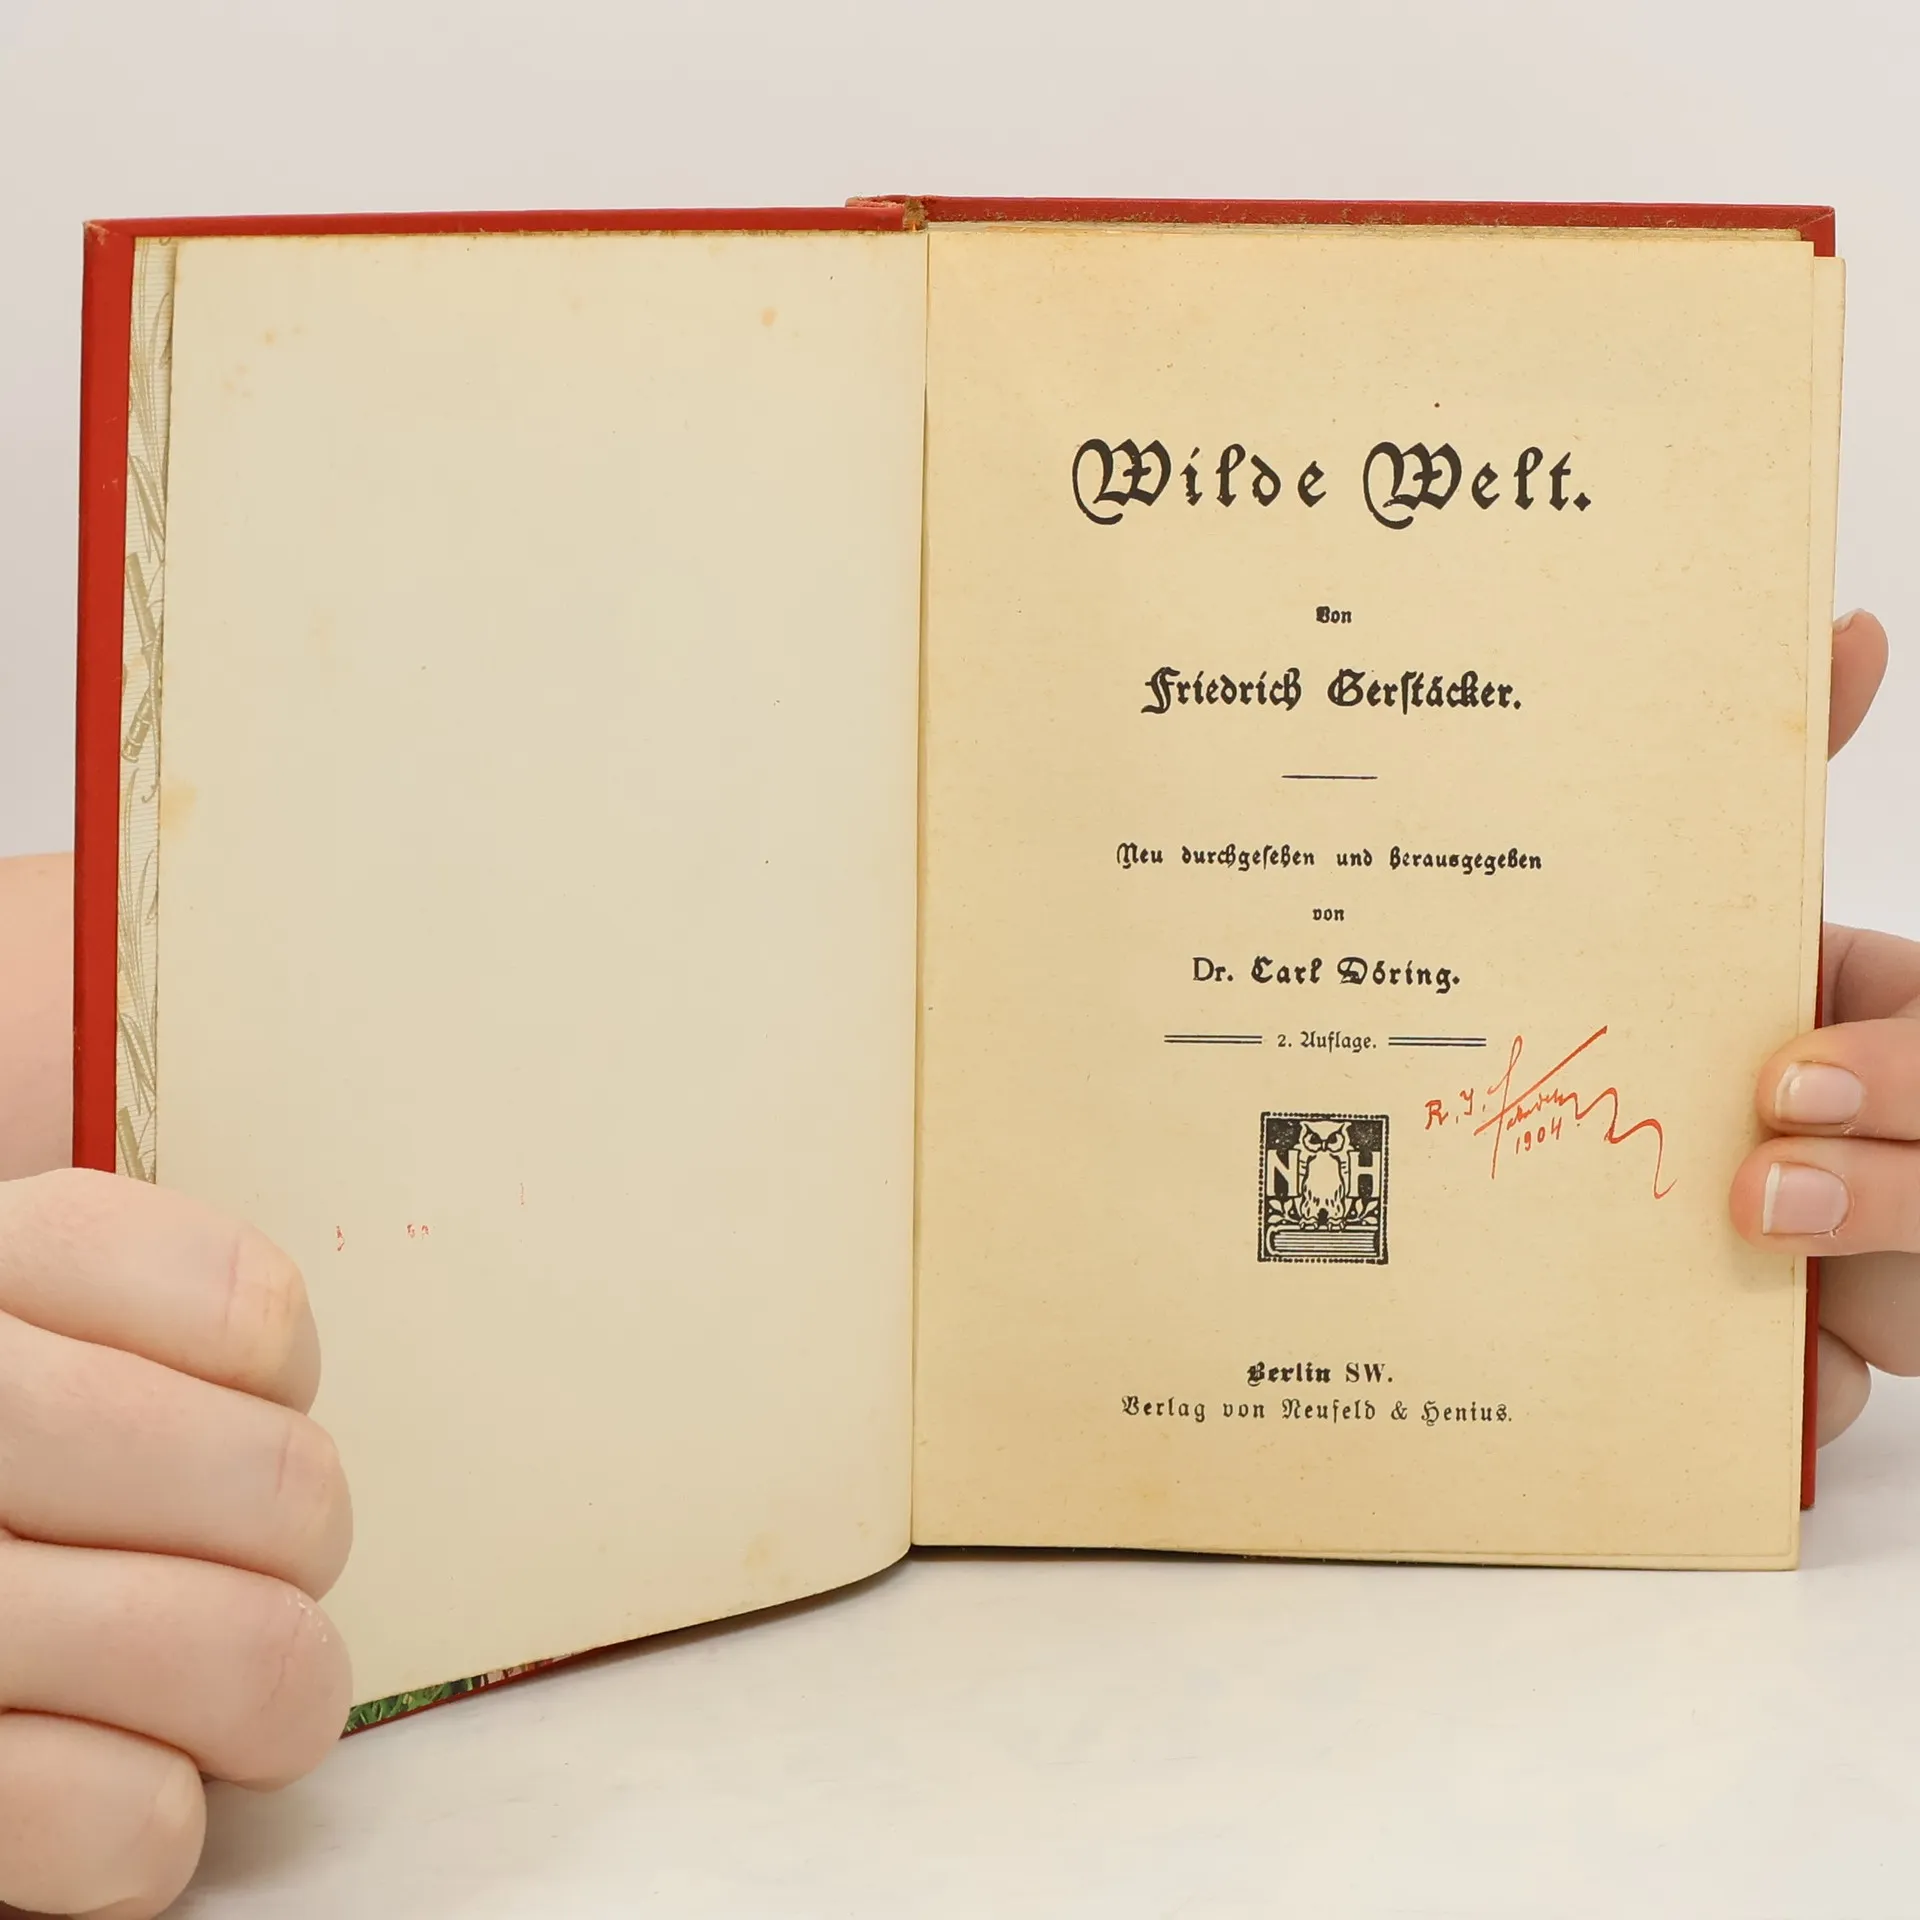 Wilde Welt.
Von
Friedrich Gerstäcker.
Neu durchgesehen und herausgegeben
von
Dr. Carl Döring.
2. Auflage.
R. J.
1904.
N H
Berlin SW.
Verlag von Neufeld & Henius.